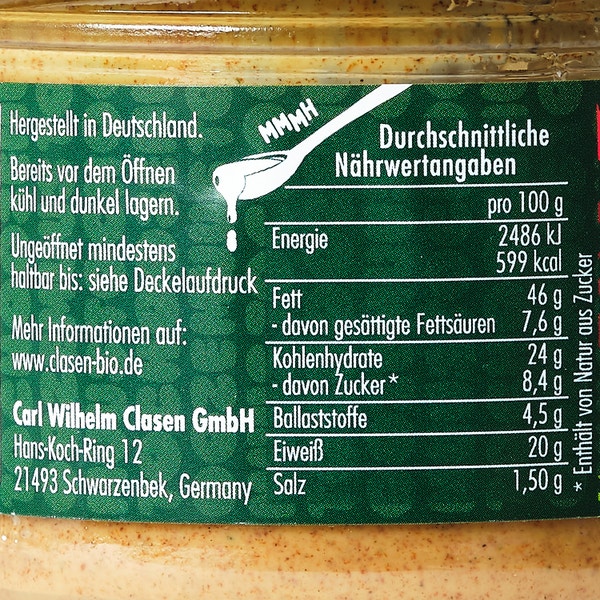 Hergestellt in Deutschland.
Bereits vor dem Öffnen
kühl und dunkel lagern.
Ungeöffnet mindestens
haltbar bis: siehe Deckelaufdruck
Mehr Informationen auf:
www.clasen-bio.de
Carl Wilhelm Clasen GmbH
Hans-Koch-Ring 12
21493 Schwarzenbek, Germany
MMMH
Durchschnittliche
Nährwertangaben
pro 100 g
Energie 2486 kJ
599 kcal
Fett 46 g
- davon gesättigte Fettsäuren 7,6 g
Kohlenhydrate 24 g
- davon Zucker* 8,4 g
Ballaststoffe 4,5 g
Eiweiß 20 g
Salz 1,50 g
* Enthält von Natur aus Zucker